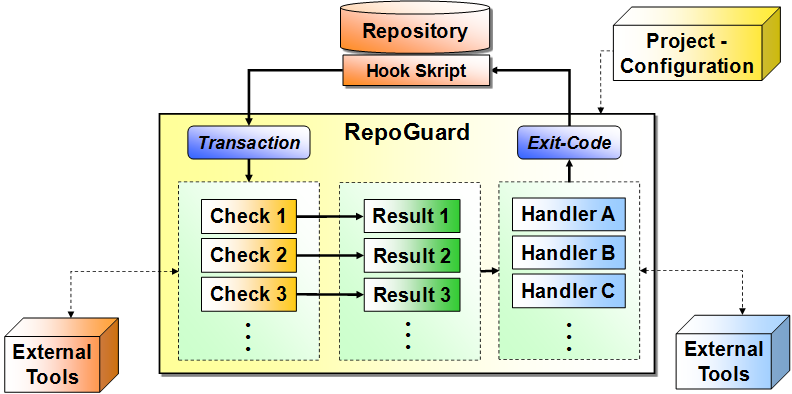 Repository
Hook Skript
Project -
Configuration
RepoGuard
Transaction
Exit-Code
Check 1
Result 1
Handler A
Check 2
Result 2
Handler B
Check 3
Result 3
Handler C
External
Tools
External
Tools